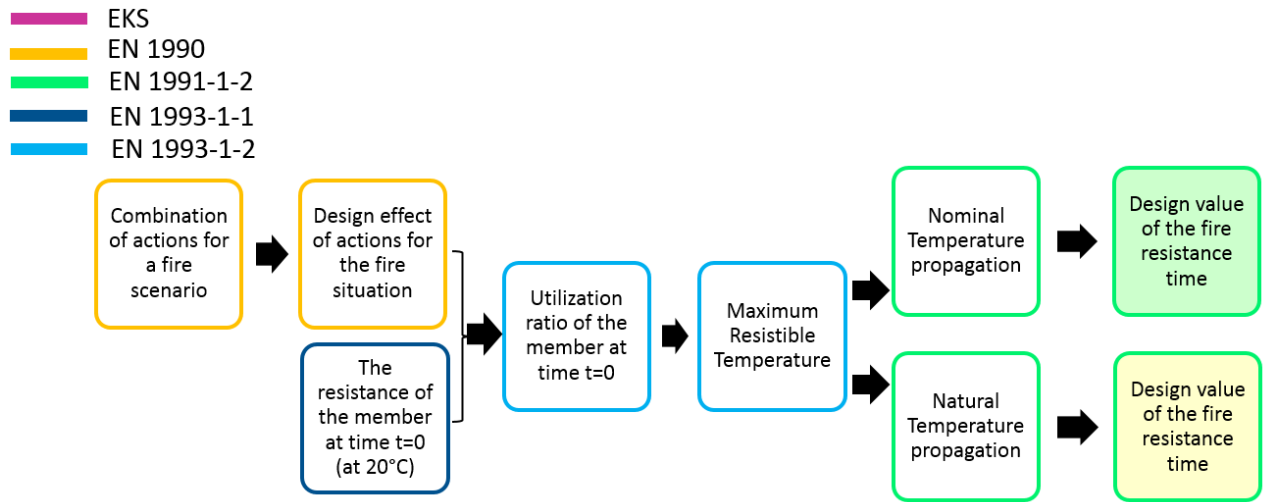 EKS
EN 1990
EN 1991-1-2
EN 1993-1-1
EN 1993-1-2
Combination
of actions for
a fire
scenario
Design effect
of actions for
the fire
situation
The
resistance of
the member
at time t=0
(at 20°C)
Utilization
ratio of the
member at
time t=0
Maximum
Resistible
Temperature
Nominal
Temperature
propagation
Design value
of the fire
resistance
time
Natural
Temperature
propagation
Design value
of the fire
resistance
time